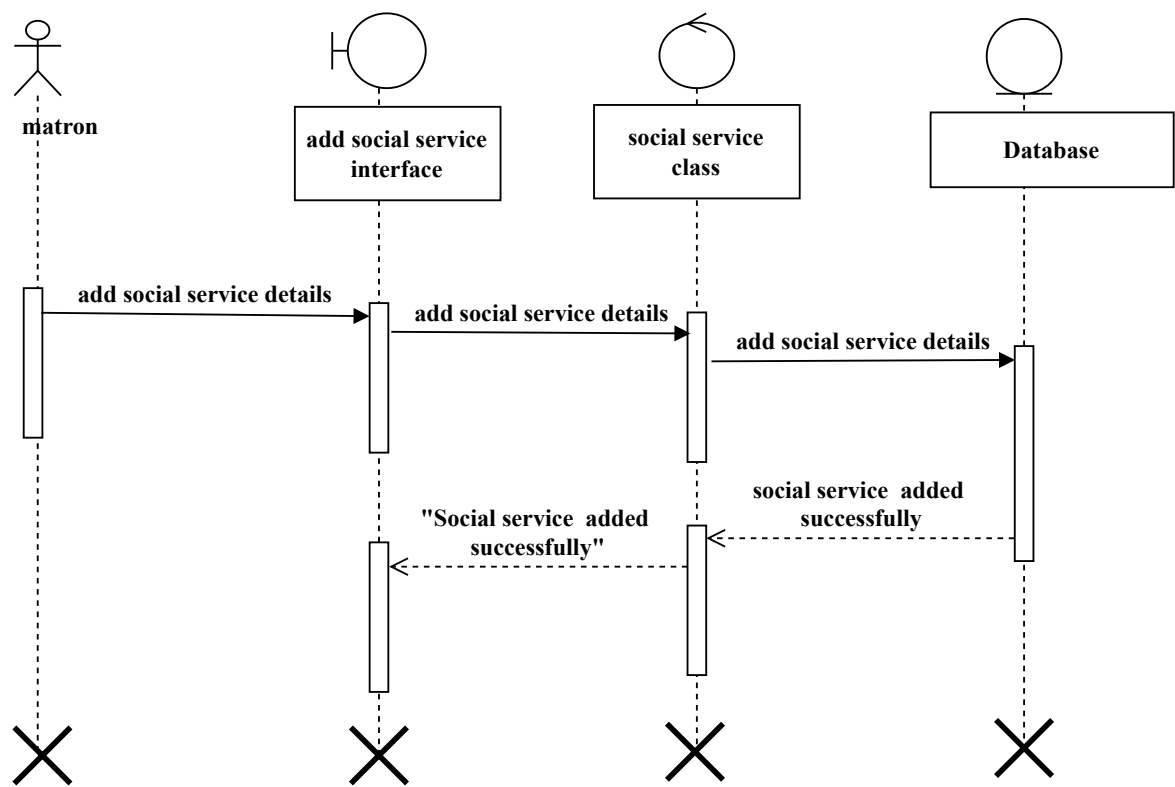 matron
add social service
interface
social service
class
Database
add social service details
add social service details
add social service details
social service  added
successfully
"Social service  added
successfully"